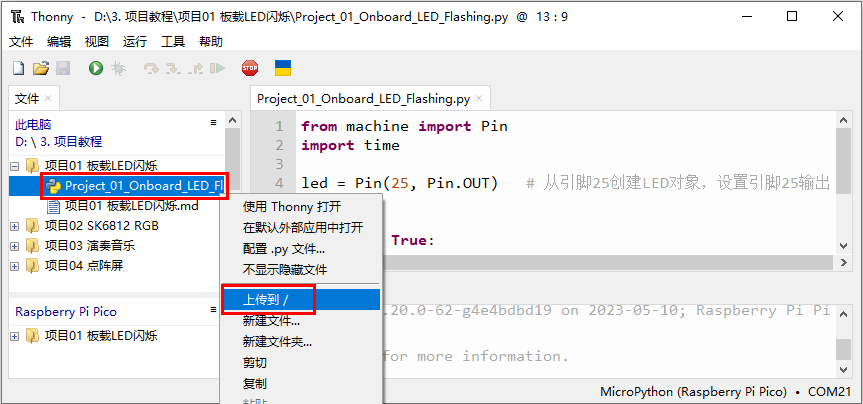 Thonny - D:\3. 项目教程\项目01 板载LED闪烁\Project_01_Onboard_LED_Flashing.py @ 13 : 9
文件 编辑 视图 运行 工具 帮助
STOP
文件 ×
此电脑
D: \ 3. 项目教程
项目01 板载LED闪烁
Project_01_Onboard_LED_Fl
项目01 板载LED闪烁.md
项目02 SK6812 RGB
项目03 演奏音乐
项目04 点阵屏
Raspberry Pi Pico
项目01 板载LED闪烁
Project_01_Onboard_LED_Flashing.py ×
1 from machine import Pin
2 import time
3
4 led = Pin(25, Pin.OUT) # 从引脚25创建LED对象，设置引脚25输出
True:
.20.0-62-g4e4bdbd19 on 2023-05-10; Raspberry Pi Pi
for more information.
使用 Thonny 打开
在默认外部应用中打开
配置 .py 文件...
不显示隐藏文件
上传到 /
新建文件...
新建文件夹...
剪切
复制
粘贴
MicroPython (Raspberry Pi Pico) • COM21